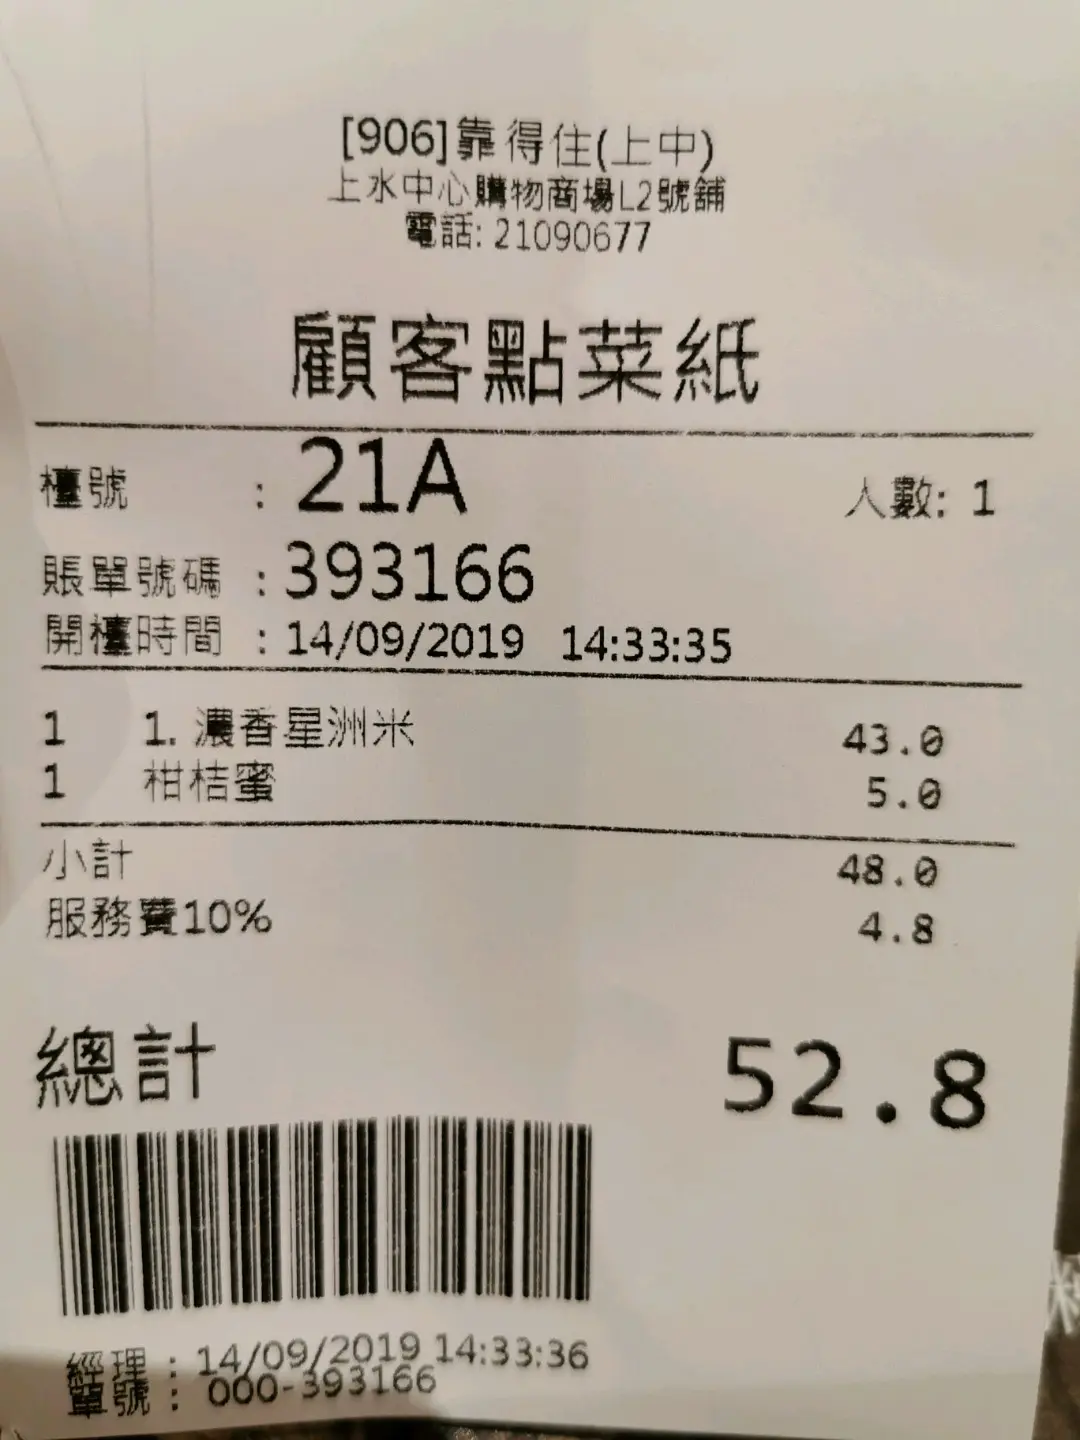 [906]靠得住(上中)
上水中心購物商場L2號舖
電話: 21090677
顧客點菜紙
檯號 : 21A 人數: 1
賬單號碼 : 393166
開檯時間 : 14/09/2019 14:33:35
1 1. 濃香星洲米 43.0
1 柑桔蜜 5.0
小計 48.0
服務費10% 4.8
總計 52.8
經理 : 14/09/2019 14:33:36
單號 : 000-393166